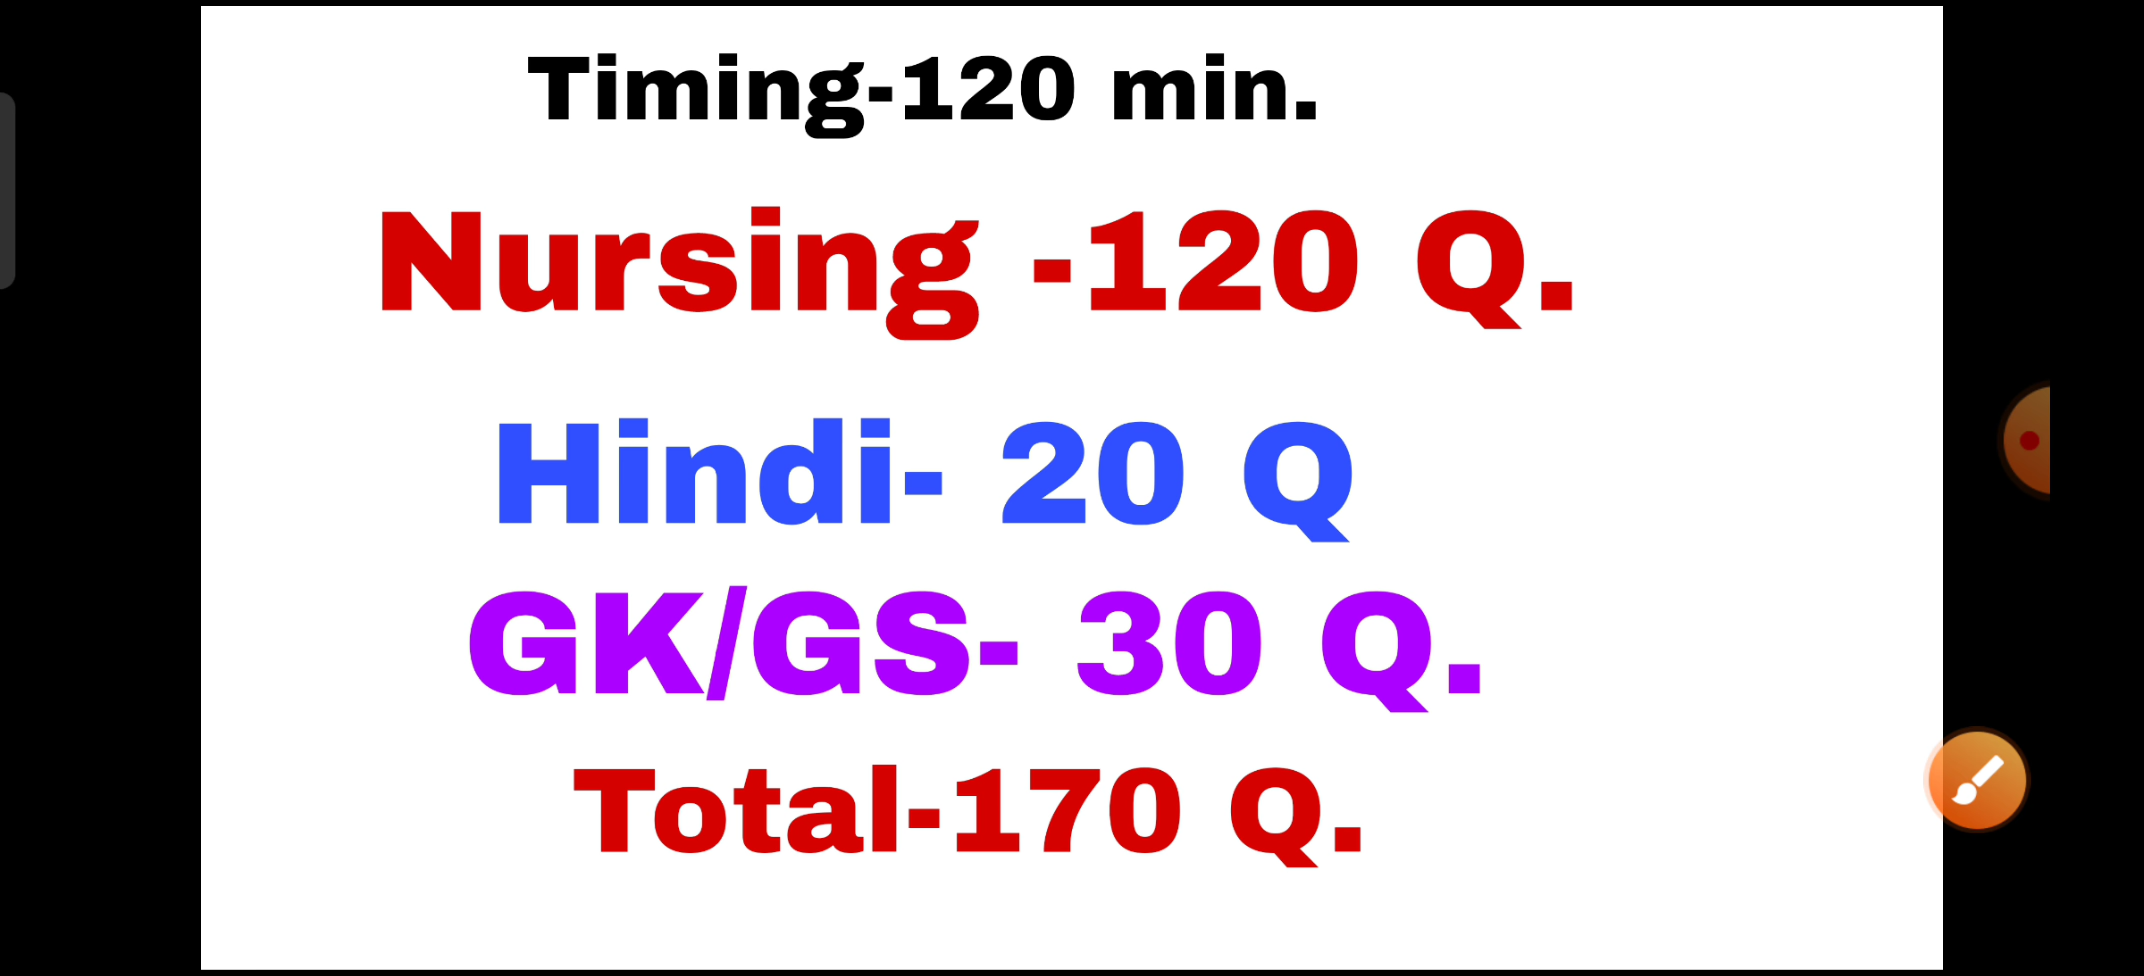 Timing-120 min.
Nursing -120 Q.
Hindi- 20 Q
GK/GS- 30 Q.
Total-170 Q.